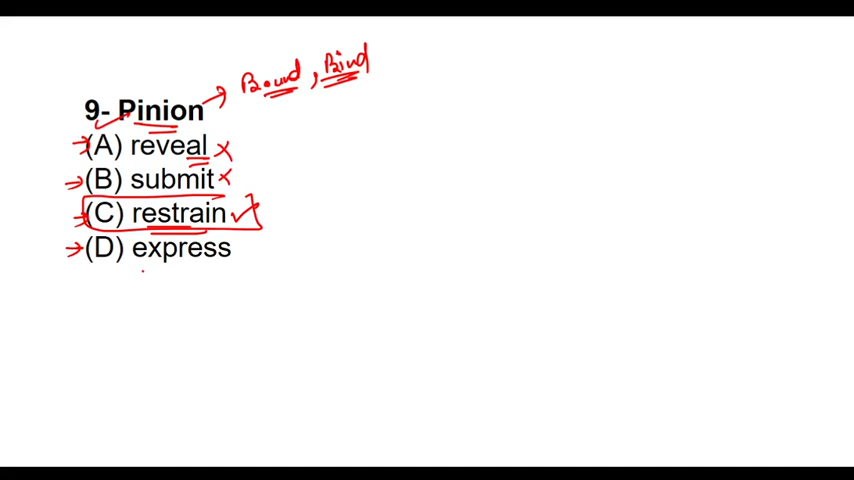 Bound, Bind
9- Pinion
(A) reveal
(B) submit
(C) restrain
(D) express